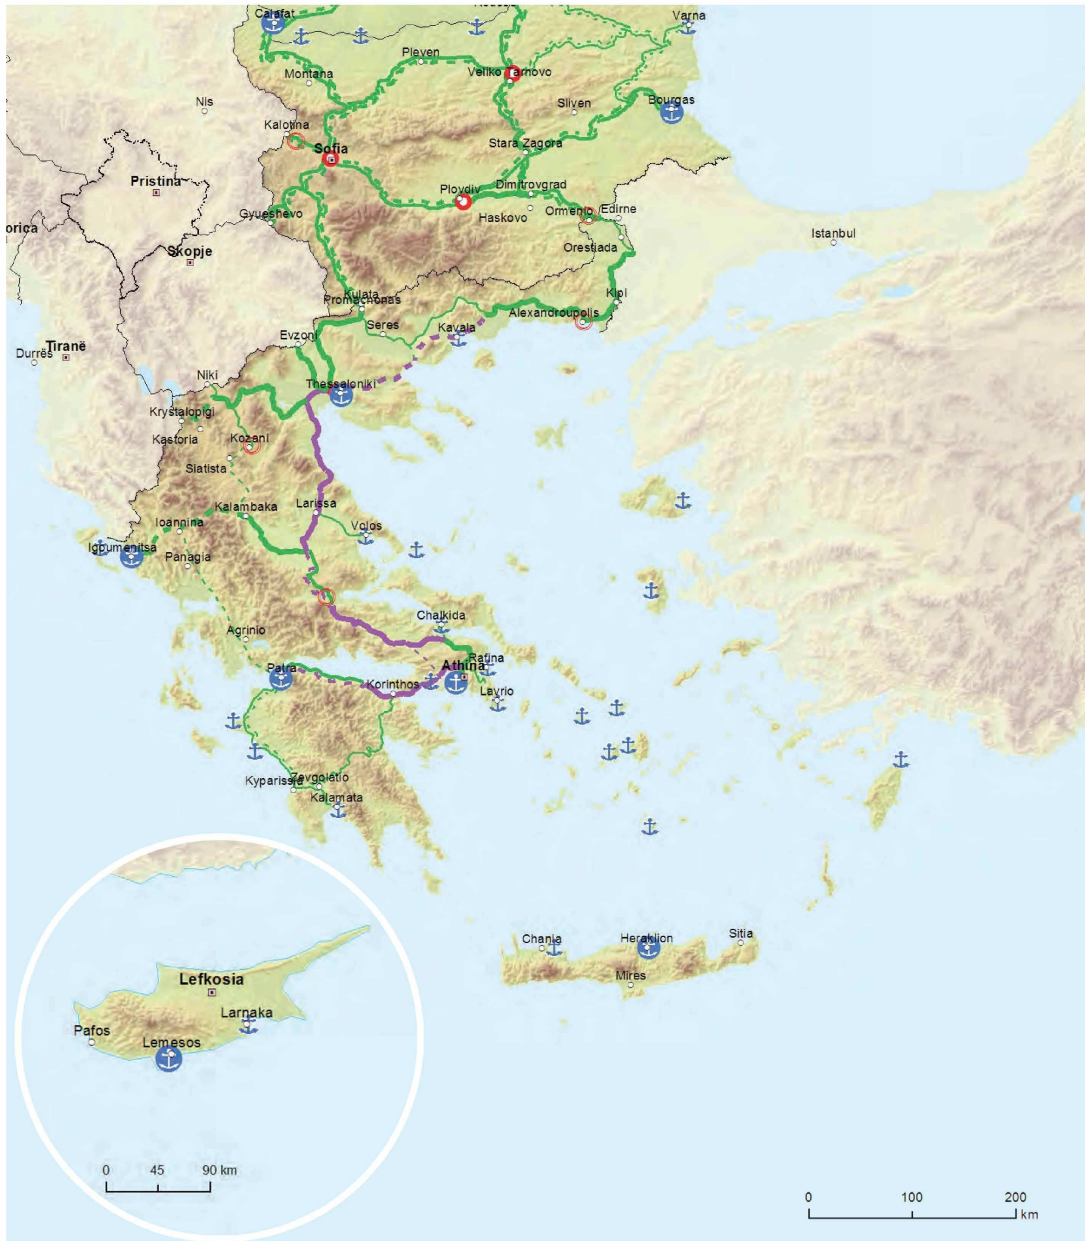 Calafat
Varna
Pleven
Montana
Veliko Tarnovo
Nis
Sliven
Bourgas
Kalotina
Sofia
Stara Zagora
Pristina
Plovdiv
Dimitrovgrad
Haskovo
Ormenio
Edirne
Gyueshevo
orica
Istanbul
Orestiada
Skopje
Kulata
Promachonas
Kipi
Alexandroupolis
Seres
Kavala
Evzoni
Durrës
Tiranë
Niki
Thessaloniki
Krystalopigi
Kastoria
Kozani
Siatista
Kalambaka
Larissa
Ioannina
Volos
Igoumenitsa
Panagia
Chalkida
Agrinio
Rafina
Patra
Athina
Korinthos
Lavrio
Zevgolatio
Kyparissia
Kalamata
Chania
Heraklion
Sitia
Mires
Lefkosia
Larnaka
Pafos
Lemesos
0 45 90 km
0 100 200
km